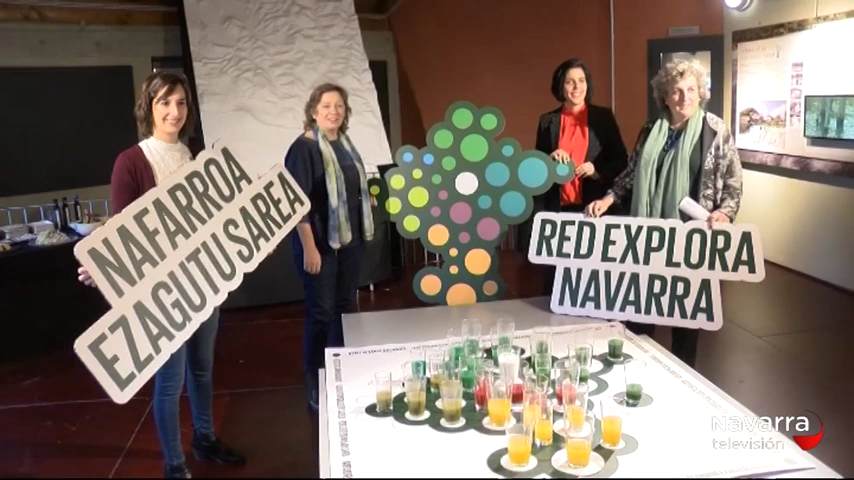 NAFARROA
EZAGUTU SAREA
RED EXPLORA
NAVARRA
Navarra
televisión